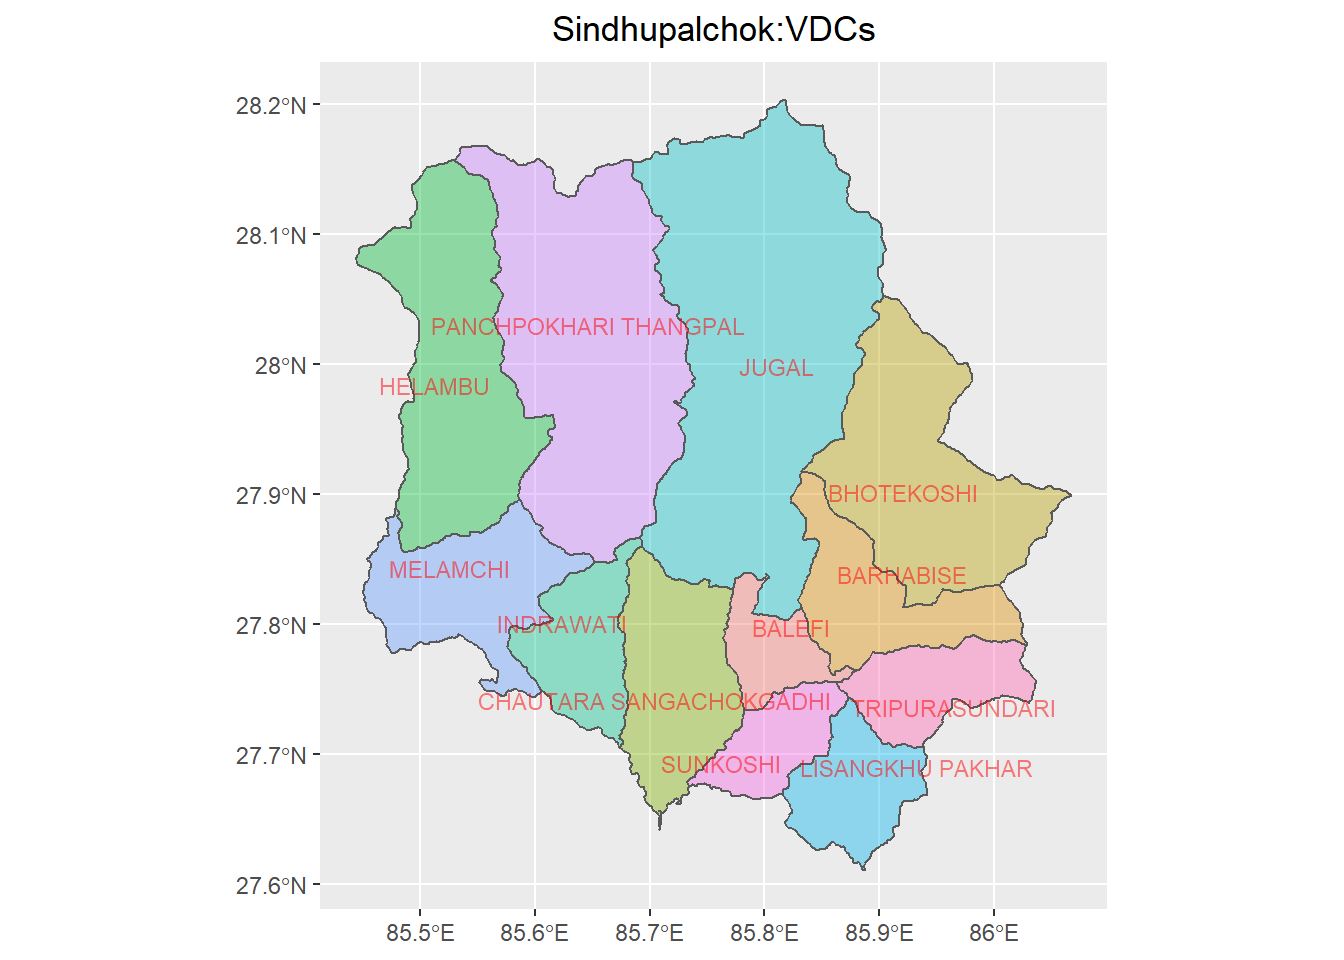 Sindhupalchok:VDCs
28.2°N
28.1°N
PANCHPOKHARI THANGPAL
28°N
JUGAL
HELAMBU
27.9°N
BHOTEKOSHI
MELAMCHI
BARHABISE
27.8°N
INDRAWATI
BALEFI
CHAUTARA SANGACHOKGADHI
TRIPURASUNDARI
27.7°N
SUNKOSHI
LISANGKHU PAKHAR
27.6°N
85.5°E 85.6°E 85.7°E 85.8°E 85.9°E 86°E